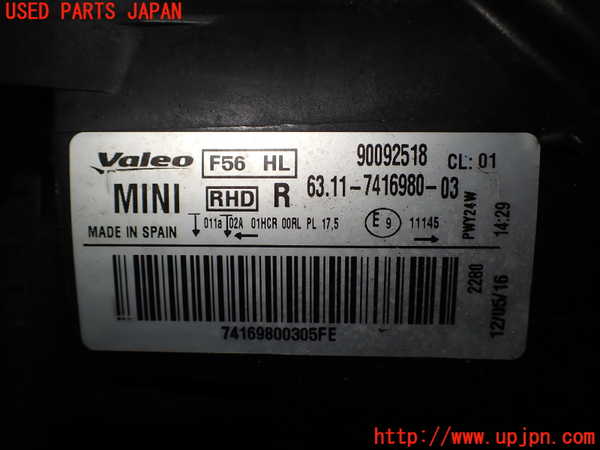 USED PARTS JAPAN
Valeo F56 HL 90092518 CL: 01
MINI RHD R 63.11-7416980-03
MADE IN SPAIN 011a 02A 01HCR 00RL PL 17,5 E 9 11145
PWY24W 14:29
2280 12/05/16
74169800305FE
http://www.upjpn.com/